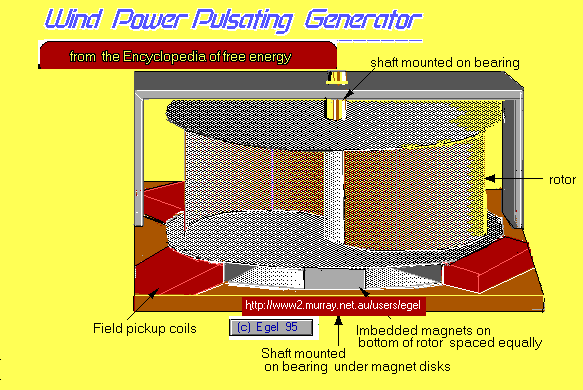 Wind Power Pulsating Generator
from the Encyclopedia of free energy
shaft mounted on bearing
rotor
http://www2.murray.net.au/users/egel
Field pickup coils
(c) Egel 95
Imbedded magnets on
bottom of rotor spaced equally
Shaft mounted
on bearing under magnet disks